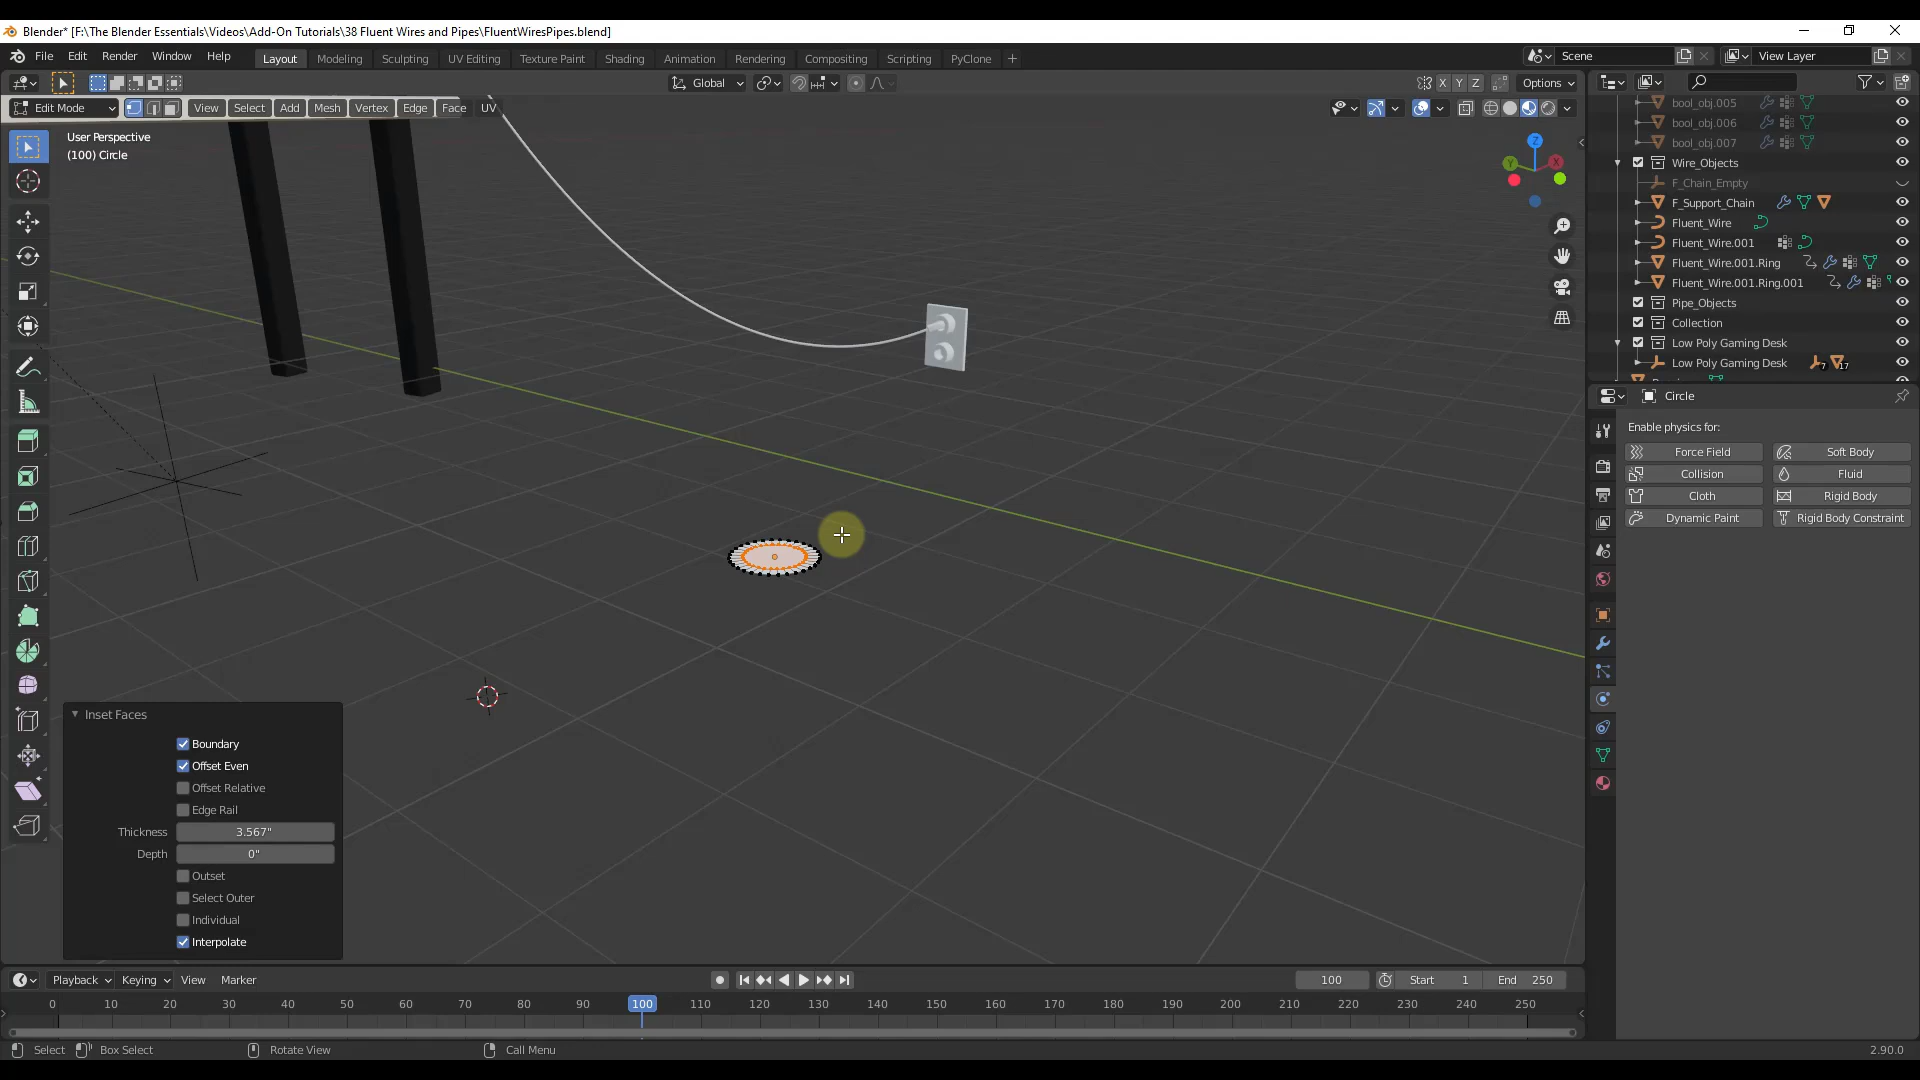 Blender* [F:\The Blender Essentials\Videos\Add-On Tutorials\38 Fluent Wires and Pipes\FluentWiresPipes.blend]
File Edit Render Window Help Layout Modeling Sculpting UV Editing Texture Paint Shading Animation Rendering Compositing Scripting PyClone + Scene View Layer
Global X Y Z Options
Edit Mode View Select Add Mesh Vertex Edge Face UV
User Perspective
(100) Circle
Z
Y X
bool_obj.005
bool_obj.006
bool_obj.007
Wire_Objects
F_Chain_Empty
F_Support_Chain
Fluent_Wire
Fluent_Wire.001
Fluent_Wire.001.Ring
Fluent_Wire.001.Ring.001
Pipe_Objects
Collection
Low Poly Gaming Desk
Low Poly Gaming Desk 7 17
Circle
Enable physics for:
Force Field Soft Body
Collision Fluid
Cloth Rigid Body
Dynamic Paint Rigid Body Constraint
Inset Faces
Boundary
Offset Even
Offset Relative
Edge Rail
Thickness 3.567"
Depth 0"
Outset
Select Outer
Individual
Interpolate
Playback Keying View Marker 100 Start 1 End 250
0 10 20 30 40 50 60 70 80 90 100 110 120 130 140 150 160 170 180 190 200 210 220 230 240 250
Select Box Select Rotate View Call Menu 2.90.0